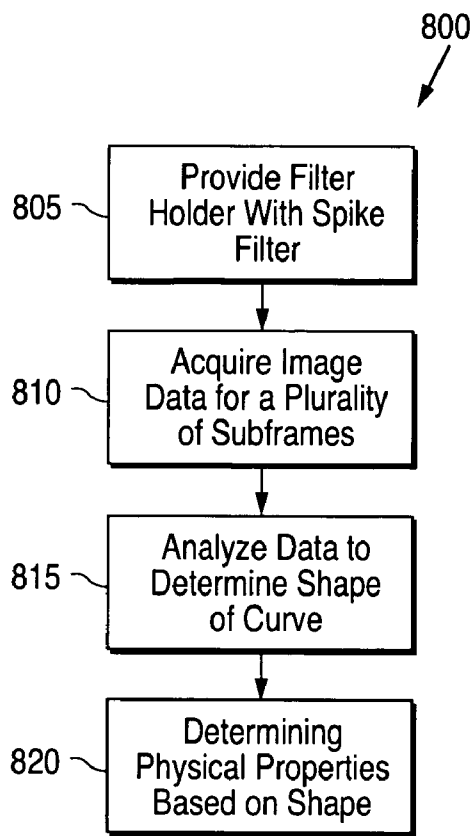 800
805
Provide Filter
Holder With Spike
Filter
810
Acquire Image
Data for a Plurality
of Subframes
815
Analyze Data to
Determine Shape
of Curve
820
Determining
Physical Properties
Based on Shape